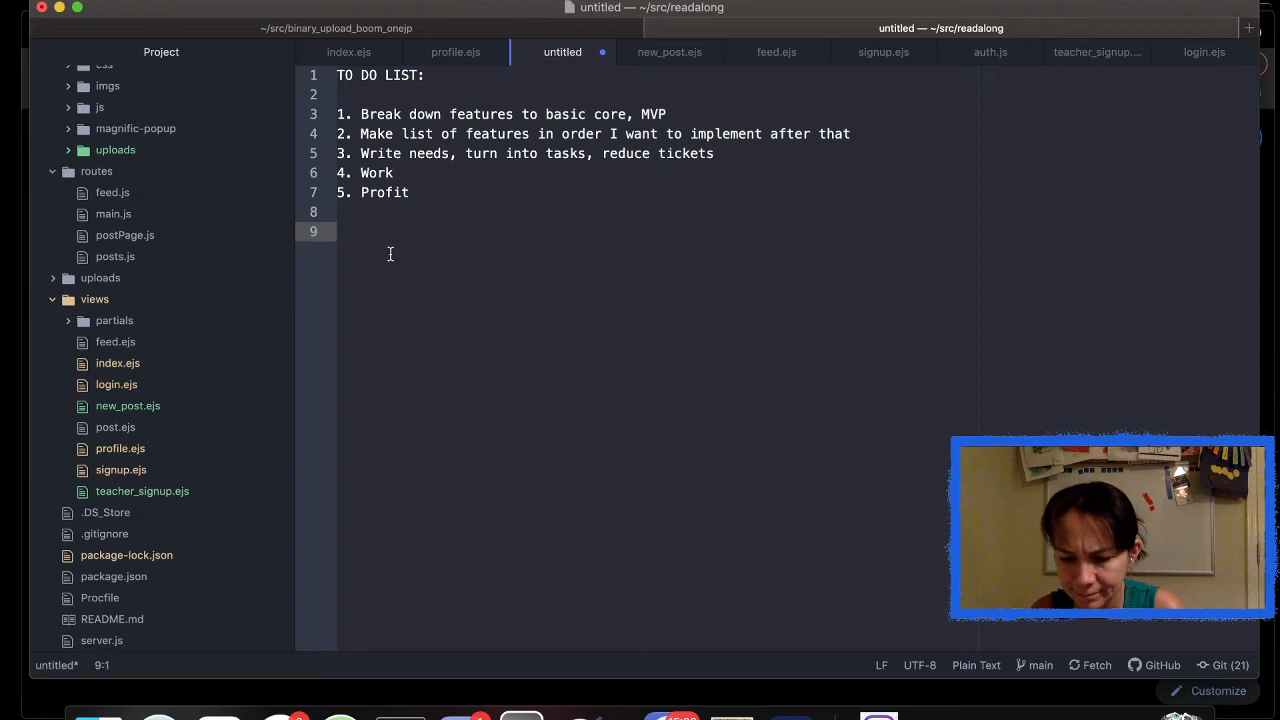 untitled — ~/src/readalong
~/src/binary_upload_boom_onejp
untitled — ~/src/readalong
Project
index.ejs
profile.ejs
untitled
new_post.ejs
feed.ejs
signup.ejs
auth.js
teacher_signup....
login.ejs
css
imgs
js
magnific-popup
uploads
routes
feed.js
main.js
postPage.js
posts.js
uploads
views
partials
feed.ejs
index.ejs
login.ejs
new_post.ejs
post.ejs
profile.ejs
signup.ejs
teacher_signup.ejs
.DS_Store
.gitignore
package-lock.json
package.json
Procfile
README.md
server.js
1 TO DO LIST:
2
3 1. Break down features to basic core, MVP
4 2. Make list of features in order I want to implement after that
5 3. Write needs, turn into tasks, reduce tickets
6 4. Work
7 5. Profit
8
9
untitled* 9:1
LF UTF-8 Plain Text main Fetch GitHub Git (21)
Customize